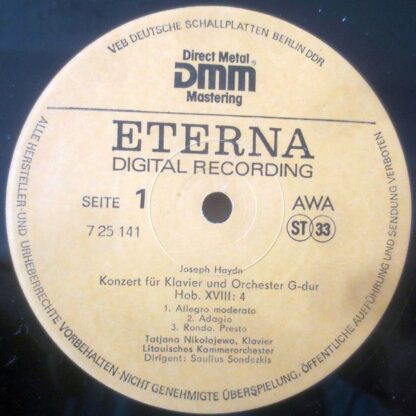 VEB DEUTSCHE SCHALLPLATTEN BERLIN DDR
Direct Metal
DMM®
Mastering
ETERNA
DIGITAL RECORDING
SEITE 1
AWA
7 25 141
ST 33
Joseph Haydn
Konzert für Klavier und Orchester G-dur
Hob. XVIII: 4
1. Allegro moderato
2. Adagio
3. Rondo. Presto
Tatjana Nikolajewa, Klavier
Litauisches Kammerorchester
Dirigent: Saulius Sondezkis
ALLE HERSTELLER- UND URHEBERRECHTE VORBEHALTEN NICHT GENEHMIGTE ÜBERSPIELUNG, ÖFFENTLICHE AUFFÜHRUNG UND SENDUNG VERBOTEN